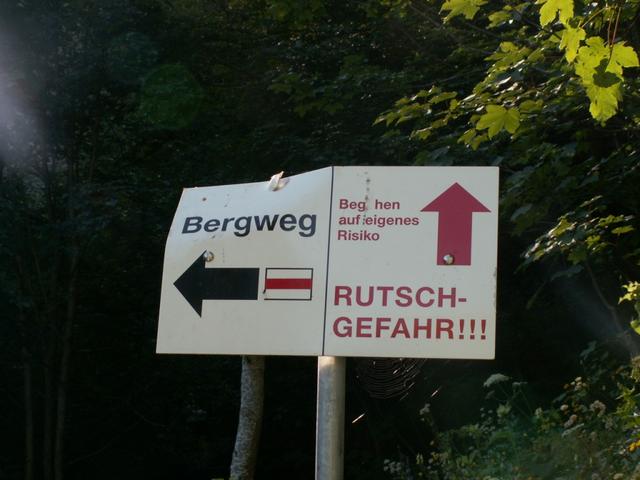 Bergweg
Beg hen
auf eigenes
Risiko
RUTSCH-
GEFAHR!!!